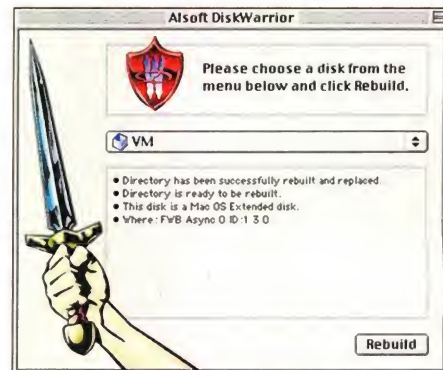 Alsoft DiskWarrior
Please choose a disk from the
menu below and click Rebuild.
VM
• Directory has been successfully rebuilt and replaced.
• Directory is ready to be rebuilt.
• This disk is a Mac OS Extended disk.
• Where: FWB Async 0 ID:1 3 0
Rebuild